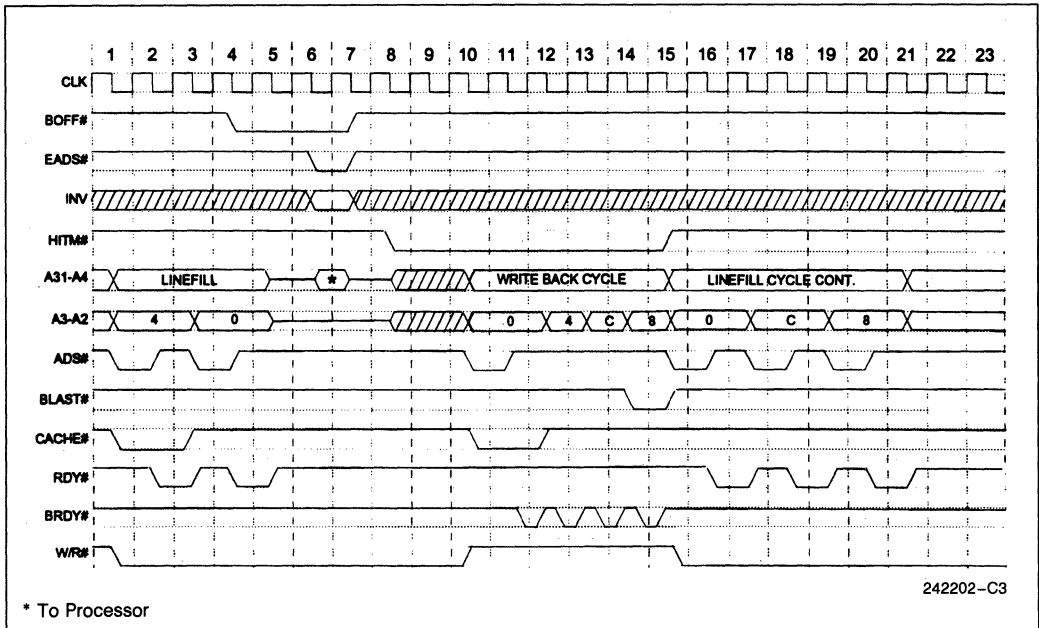 1 2 3 4 5 6 7 8 9 10 11 12 13 14 15 16 17 18 19 20 21 22 23
CLK
BOFF#
EADS#
INV
HITM#
A31-A4 LINEFILL * WRITE BACK CYCLE LINEFILL CYCLE CONT.
A3-A2 4 0 0 4 C 8 0 C 8
ADS#
BLAST#
CACHE#
RDY#
BRDY#
W/R#
242202-C3
* To Processor